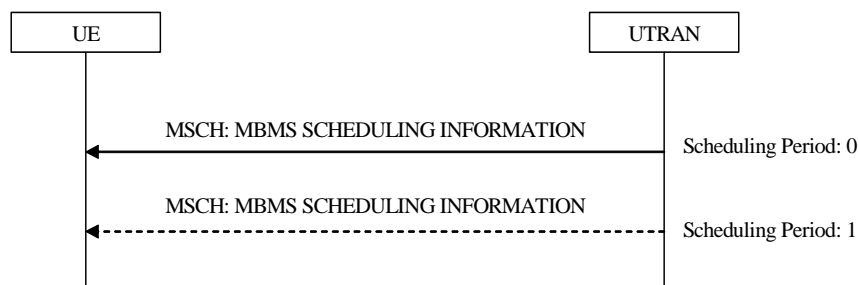 UE
UTRAN
MSCH: MBMS SCHEDULING INFORMATION
Scheduling Period: 0
MSCH: MBMS SCHEDULING INFORMATION
Scheduling Period: 1